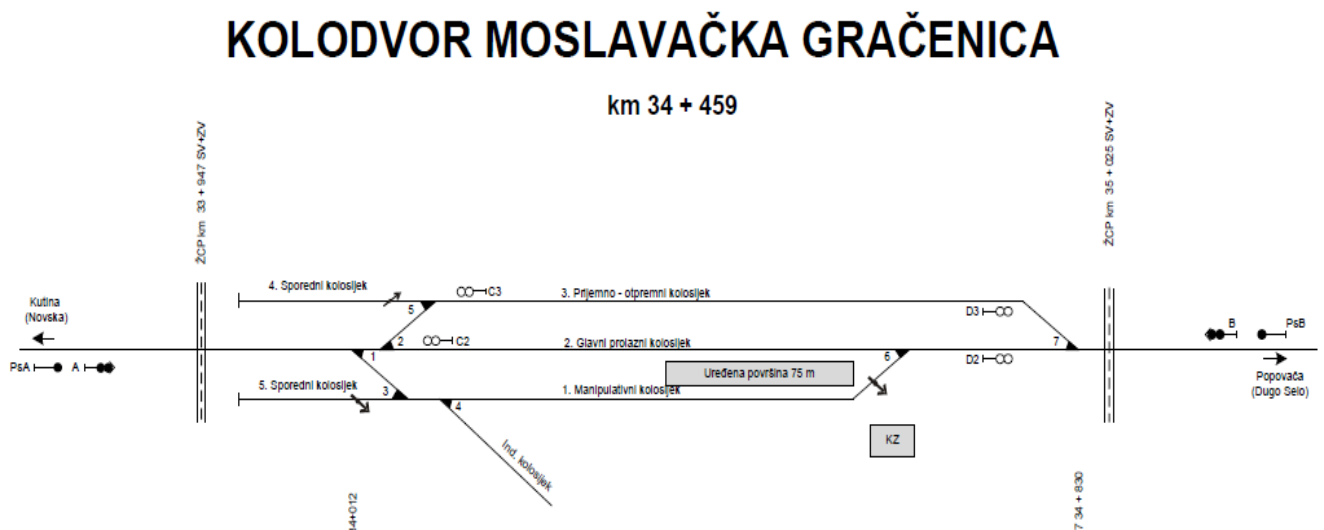 KOLODVOR MOSLAVAČKA GRAČENICA
km 34 + 459
ŽCP km 33 + 947 SV+ZV
ŽCP km 35 + 025 SV+ZV
4. Sporedni kolosijek
C3
3. Prijemno - otpremni kolosijek
5
D3
Kutina
(Novska)
B
PsB
2
C2
2. Glavni prolazni kolosijek
7
1
6
D2
PsA
A
Uređena površina 75 m
Popovača
(Dugo Selo)
5. Sporedni kolosijek
3
1. Manipulativni kolosijek
4
KZ
Ind. kolosijek
34+012
7 34 + 830